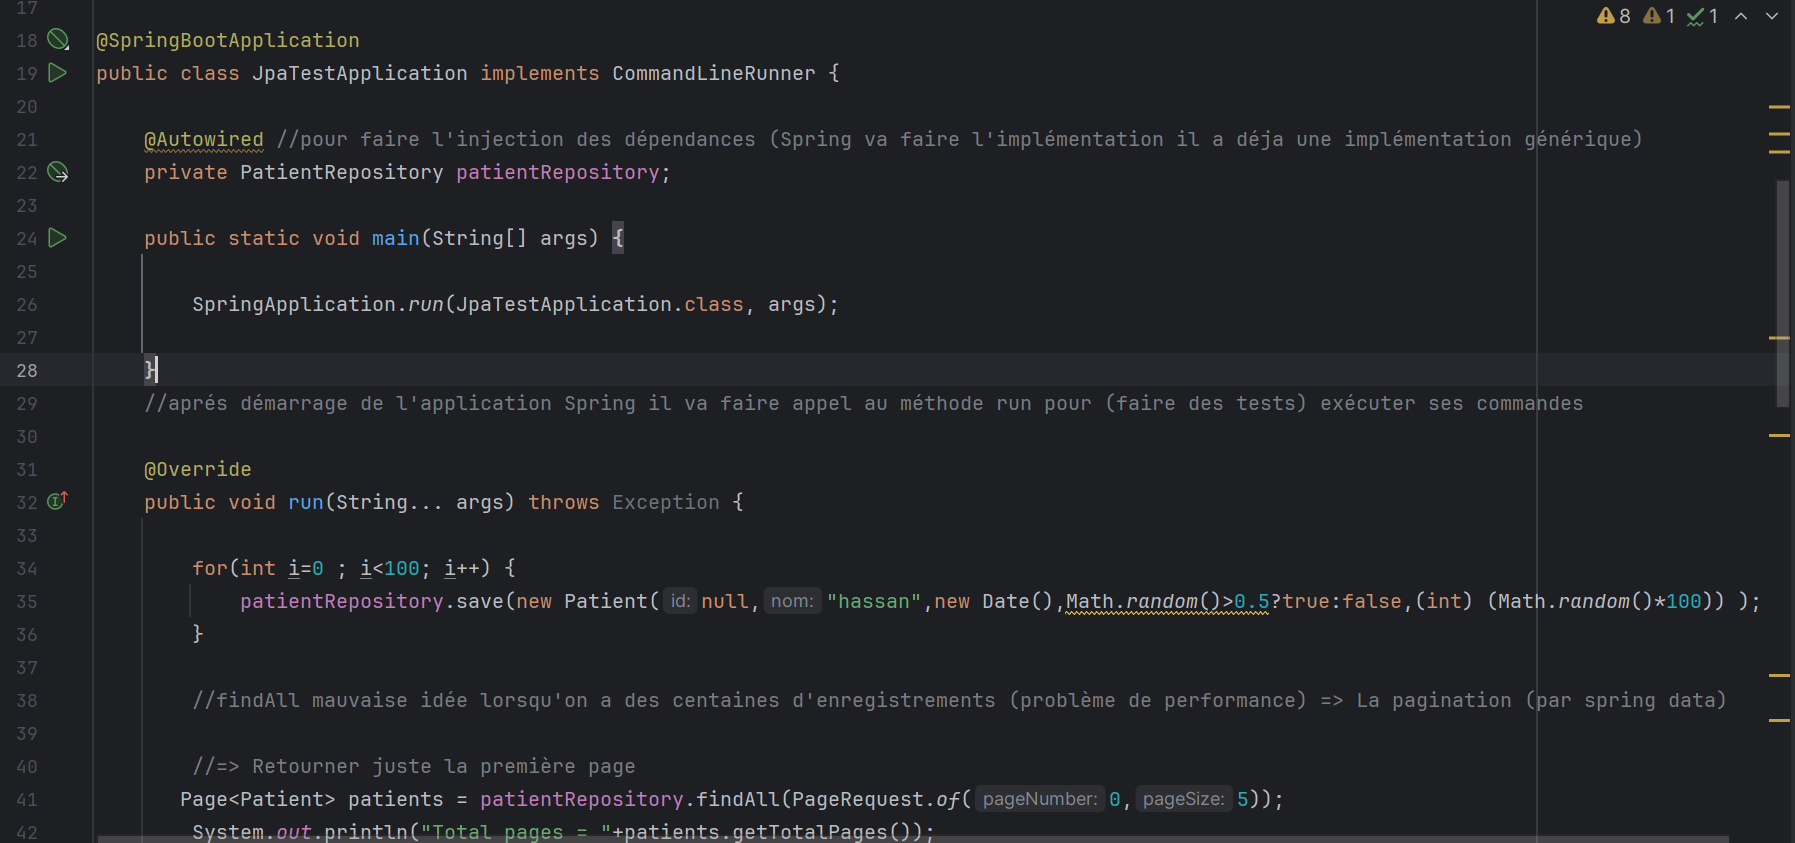 8 1 1
17
18 @SpringBootApplication
19 public class JpaTestApplication implements CommandLineRunner {
20
21 @Autowired //pour faire l'injection des dépendances (Spring va faire l'implémentation il a déja une implémentation générique)
22 private PatientRepository patientRepository;
23
24 public static void main(String[] args) {
25
26 SpringApplication.run(JpaTestApplication.class, args);
27
28 }
29 //aprés démarrage de l'application Spring il va faire appel au méthode run pour (faire des tests) exécuter ses commandes
30
31 @Override
32 public void run(String... args) throws Exception {
33
34 for(int i=0 ; i<100; i++) {
35 patientRepository.save(new Patient( id: null, nom: "hassan",new Date(),Math.random()>0.5?true:false,(int) (Math.random()*100)) );
36 }
37
38 //findAll mauvaise idée lorsqu'on a des centaines d'enregistrements (problème de performance) => La pagination (par spring data)
39
40 //=> Retourner juste la première page
41 Page<Patient> patients = patientRepository.findAll(PageRequest.of( pageNumber: 0, pageSize: 5));
42 System.out.println("Total pages = "+patients.getTotalPages());